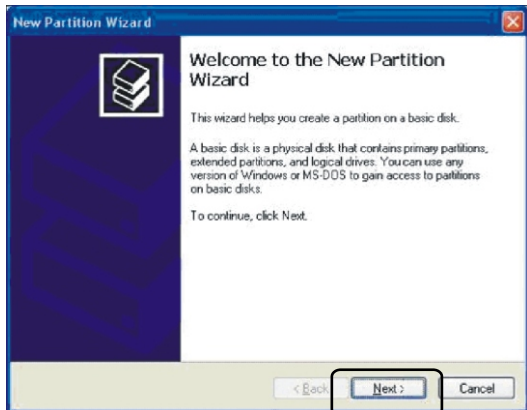 New Partition Wizard
Welcome to the New Partition
Wizard
This wizard helps you create a partition on a basic disk.
A basic disk is a physical disk that contains primary partitions,
extended partitions, and logical drives. You can use any
version of Windows or MS-DOS to gain access to partitions
on basic disks.
To continue, click Next.
< Back Next > Cancel